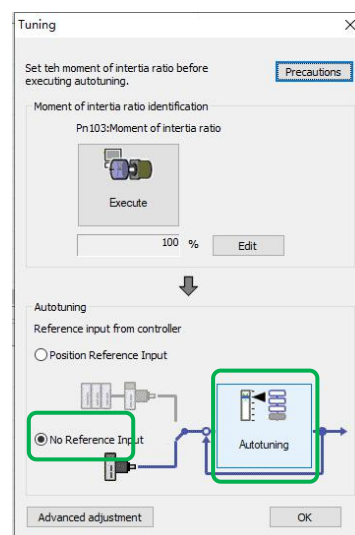 Tuning
Set teh moment of intertia ratio before
executing autotuning.
Precautions
Moment of intertia ratio identification
Pn103:Moment of intertia ratio
Execute
100 %
Edit
Autotuning
Reference input from controller
Position Reference Input
No Reference Input
Autotuning
Advanced adjustment
OK